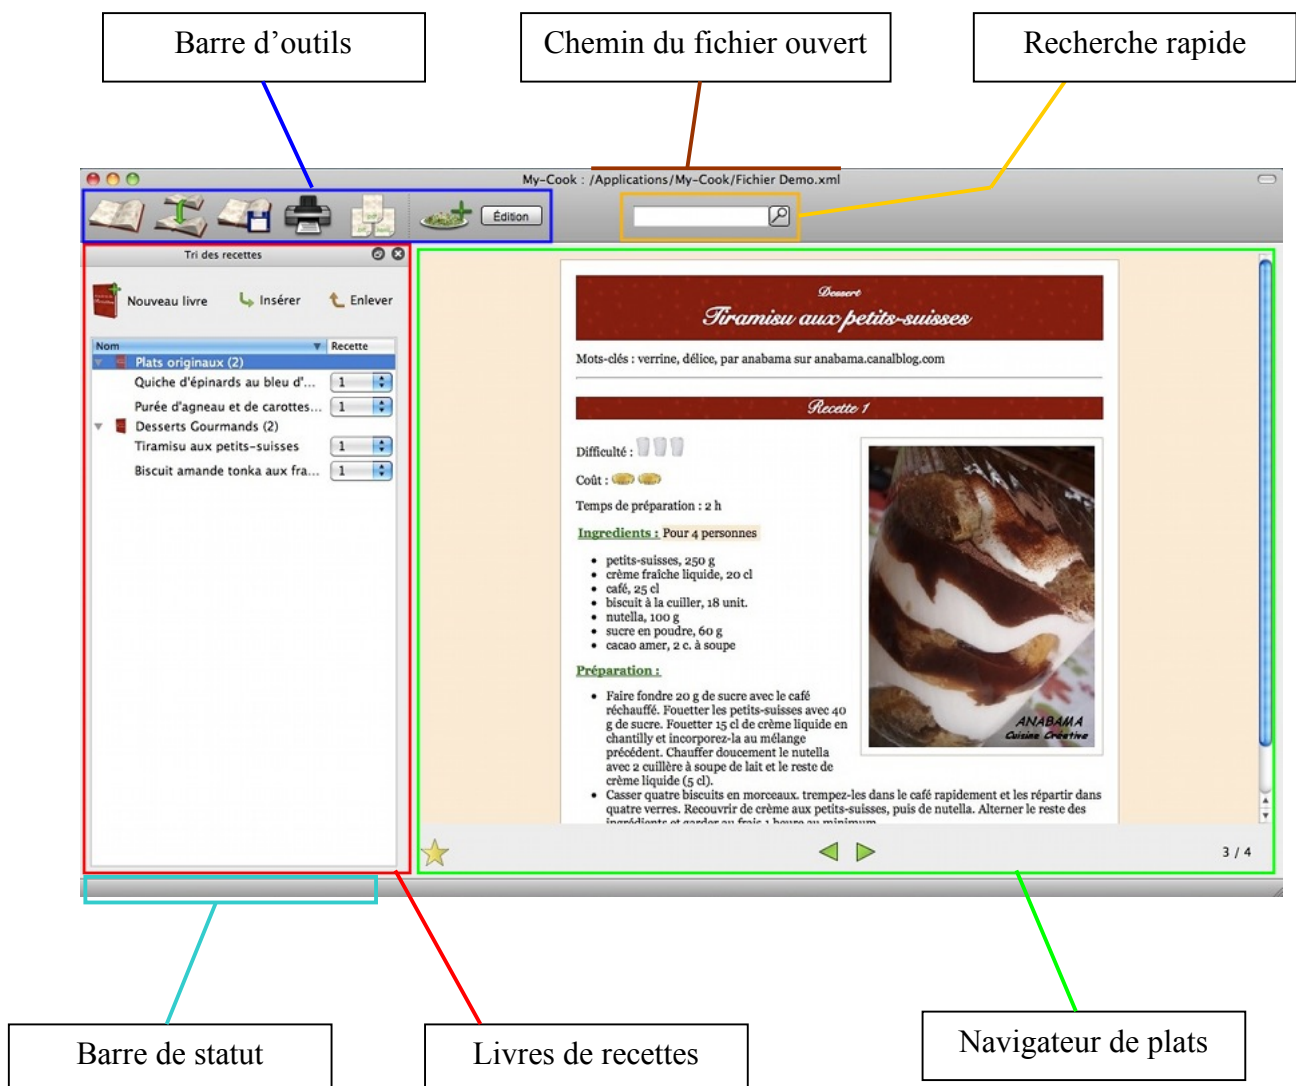 Barre d'outils
Chemin du fichier ouvert
Recherche rapide
My-Cook : /Applications/My-Cook/Fichier Demo.xml
Édition
Tri des recettes
Nouveau livre
Insérer
Enlever
Nom
Recette
Plats originaux (2)
Quiche d'épinards au bleu d'...
1
Purée d'agneau et de carottes...
1
Desserts Gourmands (2)
Tiramisu aux petits-suisses
1
Biscuit amande tonka aux fra...
1
Dessert
Tiramisu aux petits-suisses
Mots-clés : verrine, délice, par anabama sur anabama.canalblog.com
Recette 1
Difficulté :
Coût :
Temps de préparation : 2 h
Ingredients : Pour 4 personnes
petits-suisses, 250 g
crème fraîche liquide, 20 cl
café, 25 cl
biscuit à la cuiller, 18 unit.
nutella, 100 g
sucre en poudre, 60 g
cacao amer, 2 c. à soupe
Préparation :
Faire fondre 20 g de sucre avec le café
réchauffé. Fouetter les petits-suisses avec 40
g de sucre. Fouetter 15 cl de crème liquide en
chantilly et incorporez-la au mélange
précédent. Chauffer doucement le nutella
avec 2 cuillère à soupe de lait et le reste de
crème liquide (5 cl).
Casser quatre biscuits en morceaux. trempez-les dans le café rapidement et les répartir dans
quatre verres. Recouvrir de crème aux petits-suisses, puis de nutella. Alterner le reste des
ingrédients et garder au frais 1 heure au minimum
ANABAMA
Cuisine Créative
3 / 4
Barre de statut
Livres de recettes
Navigateur de plats